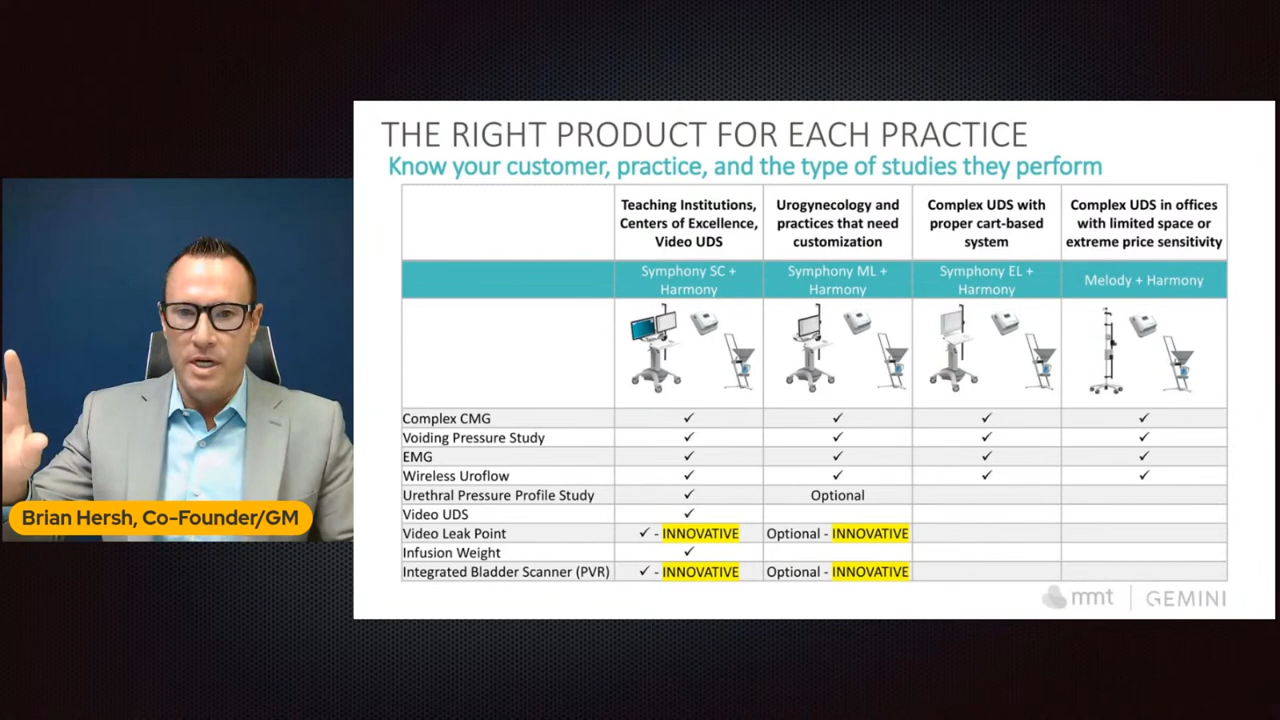 THE RIGHT PRODUCT FOR EACH PRACTICE
Know your customer, practice, and the type of studies they perform
Teaching Institutions,
Centers of Excellence,
Video UDS
Urogynecology and
practices that need
customization
Complex UDS with
proper cart-based
system
Complex UDS in offices
with limited space or
extreme price sensitivity
Symphony SC +
Harmony
Symphony ML +
Harmony
Symphony EL +
Harmony
Melody + Harmony
Complex CMG ✓ ✓ ✓ ✓
Voiding Pressure Study ✓ ✓ ✓ ✓
EMG ✓ ✓ ✓ ✓
Wireless Uroflow ✓ ✓ ✓ ✓
Urethral Pressure Profile Study ✓ Optional
Video UDS ✓
Video Leak Point ✓ - INNOVATIVE Optional - INNOVATIVE
Infusion Weight ✓
Integrated Bladder Scanner (PVR) ✓ - INNOVATIVE Optional - INNOVATIVE
mmt | GEMINI
Brian Hersh, Co-Founder/GM